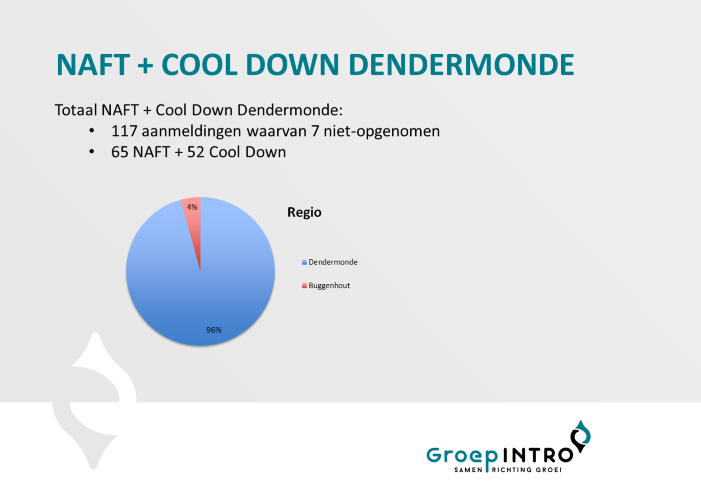 NAFT + COOL DOWN DENDERMONDE
Totaal NAFT + Cool Down Dendermonde:
• 117 aanmeldingen waarvan 7 niet-opgenomen
• 65 NAFT + 52 Cool Down
4%
Regio
Dendermonde
Buggenhout
96%
GroepINTRO
SAMEN RICHTING GROEI